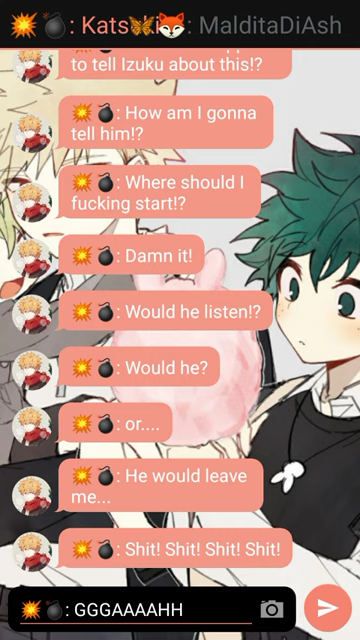 💥💣: Kats🦋i🦊: MalditaDiAsh
to tell Izuku about this!?
💥💣: How am I gonna
tell him!?
💥💣: Where should I
fucking start!?
💥💣: Damn it!
💥💣: Would he listen!?
💥💣: Would he?
💥💣: or....
💥💣: He would leave
me...
💥💣: Shit! Shit! Shit! Shit!
💥💣: GGGAAAAHH